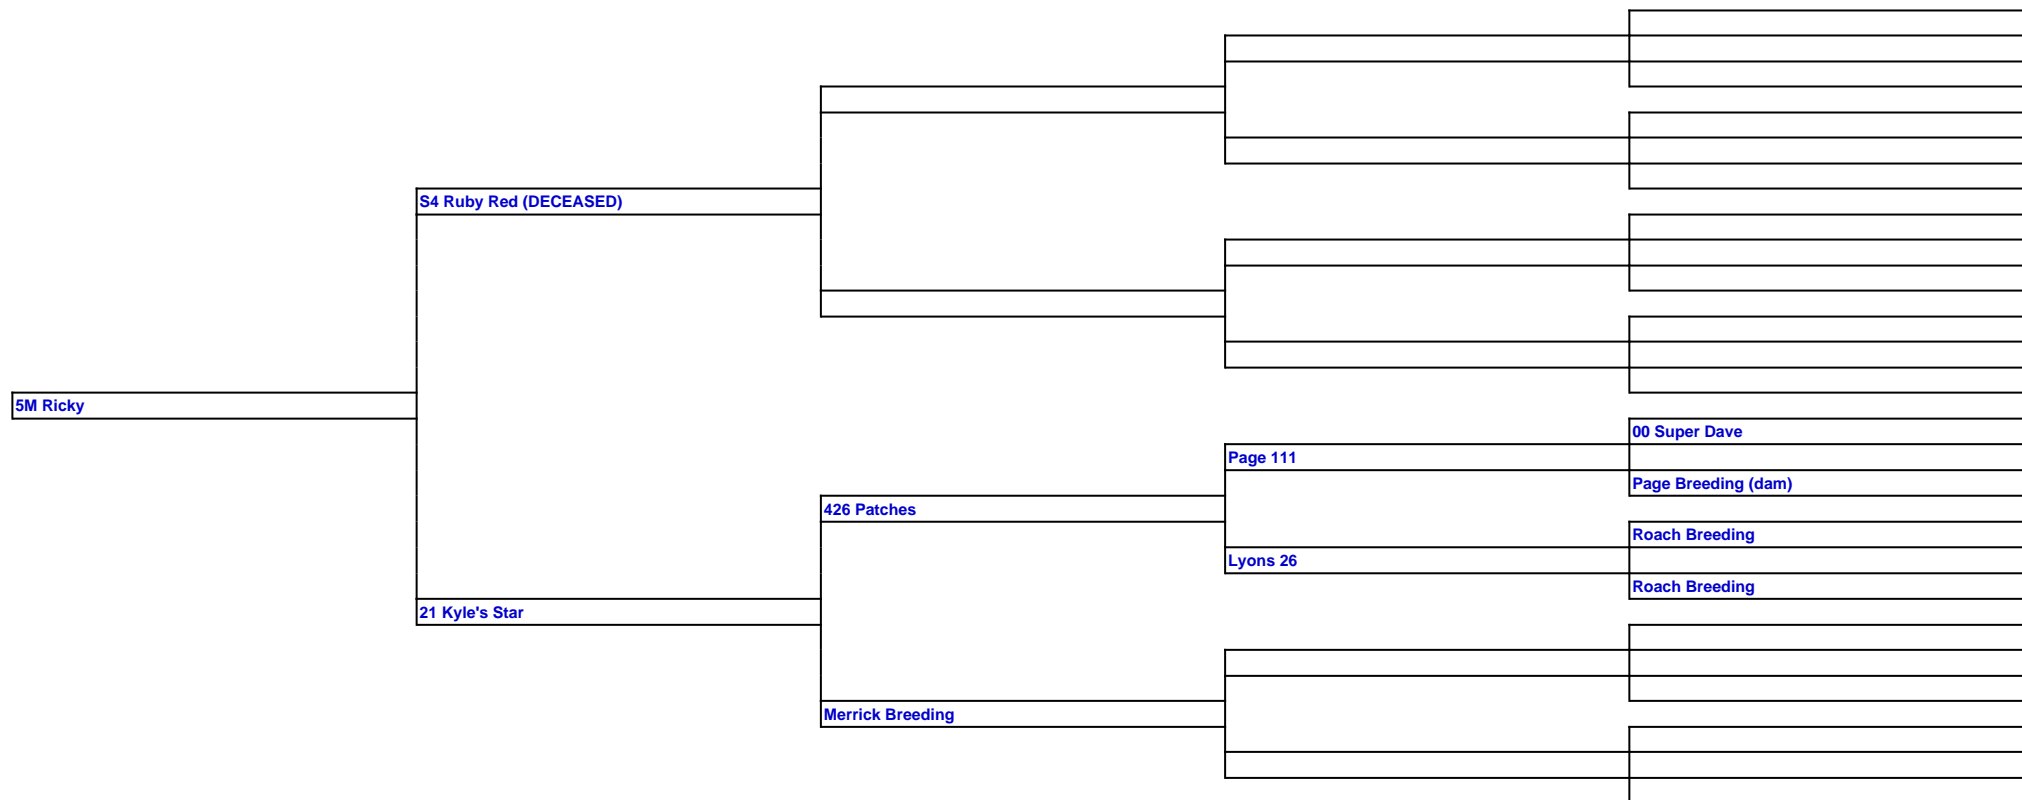 S4 Ruby Red (DECEASED)
5M Ricky
00 Super Dave
Page 111
Page Breeding (dam)
426 Patches
Roach Breeding
Lyons 26
Roach Breeding
21 Kyle's Star
Merrick Breeding